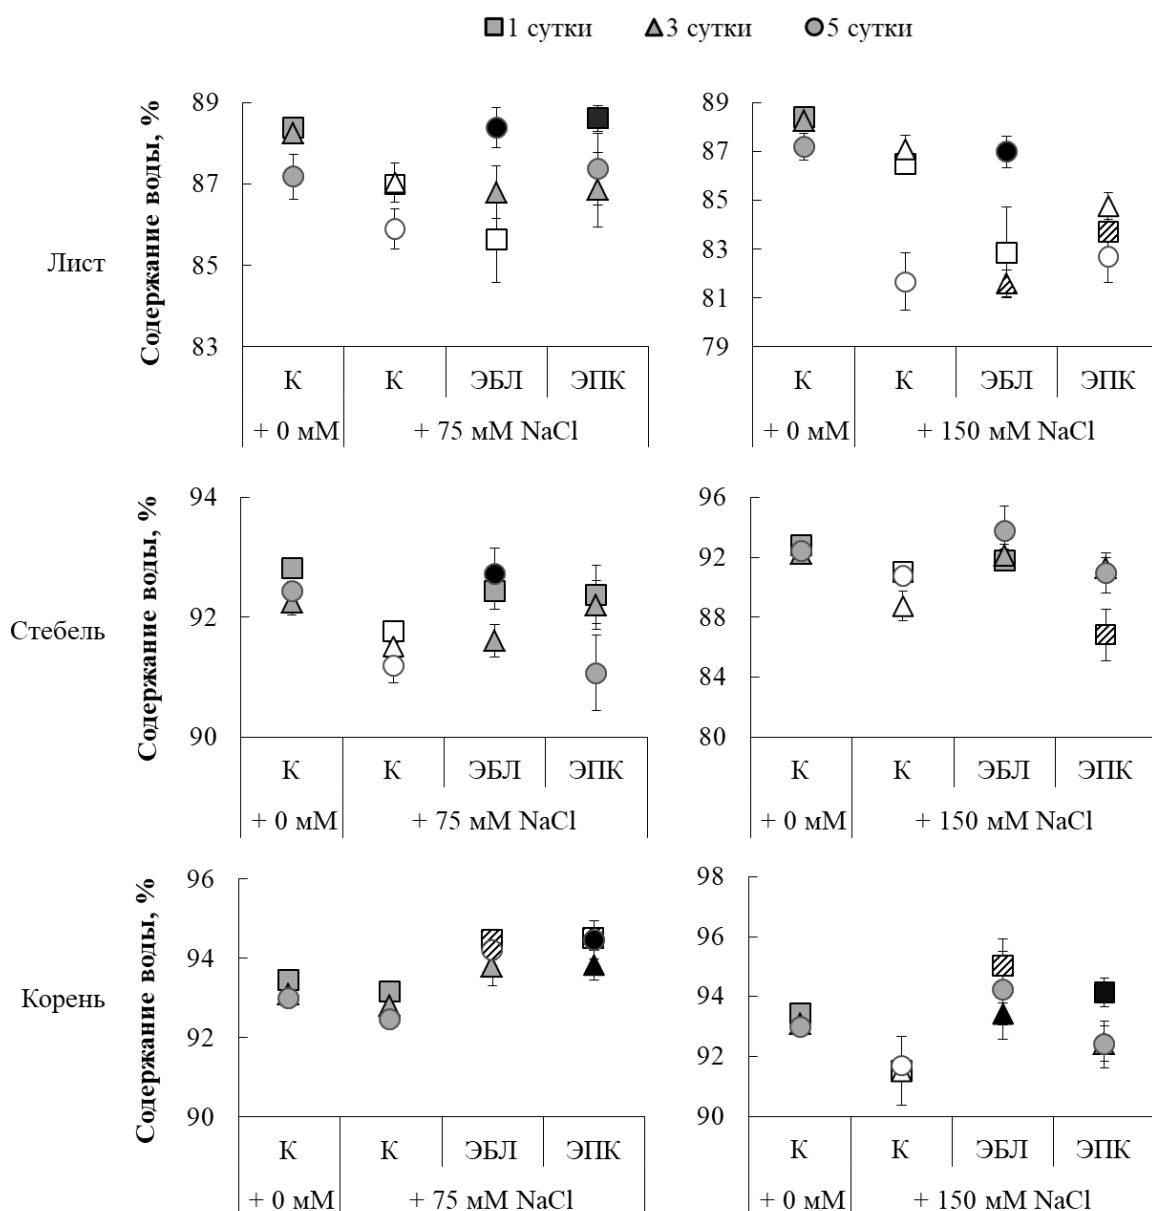 1 сутки 3 сутки 5 сутки
Лист
Содержание воды, %
89
87
85
83
К К ЭБЛ ЭПК
+ 0 мМ + 75 мМ NaCl
89
87
85
83
81
79
К К ЭБЛ ЭПК
+ 0 мМ + 150 мМ NaCl
Стебель
Содержание воды, %
94
92
90
К К ЭБЛ ЭПК
+ 0 мМ + 75 мМ NaCl
96
92
88
84
80
К К ЭБЛ ЭПК
+ 0 мМ + 150 мМ NaCl
Корень
Содержание воды, %
96
94
92
90
К К ЭБЛ ЭПК
+ 0 мМ + 75 мМ NaCl
98
96
94
92
90
К К ЭБЛ ЭПК
+ 0 мМ + 150 мМ NaCl